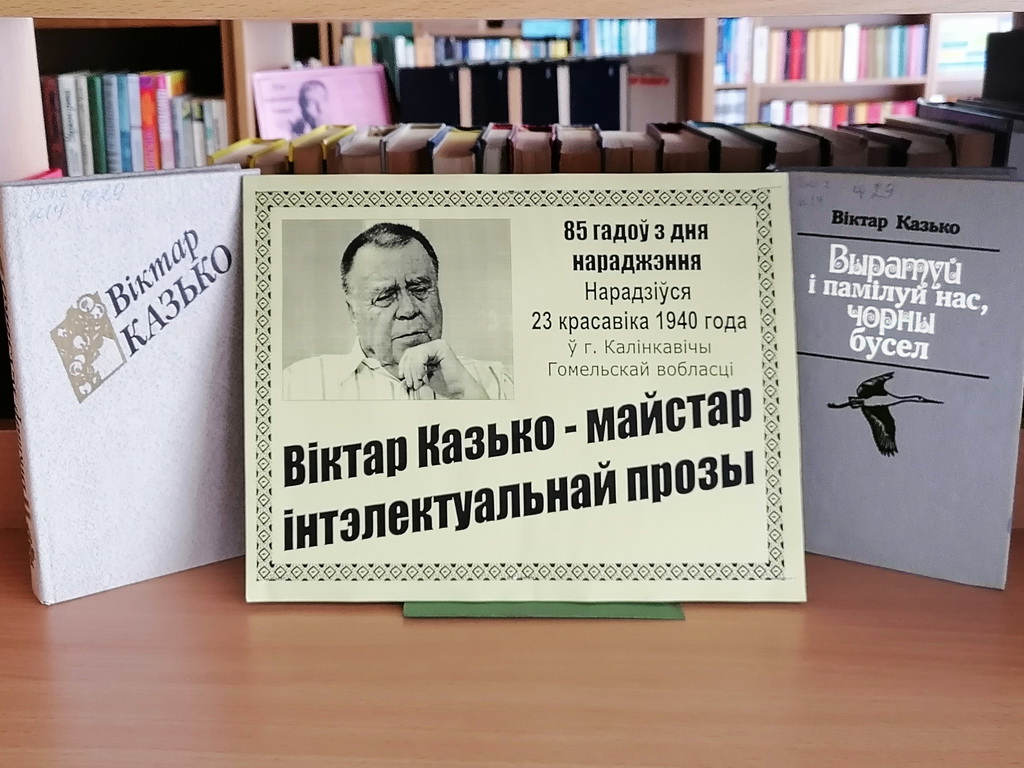 Віктар
КАЗЬКО
85 гадоў з дня
нараджэння
Нарадзіўся
23 красавіка 1940 года
ў г. Калінкавічы
Гомельскай вобласці
Віктар Казько - майстар
інтэлектуальнай прозы
Віктар Казько
Выратуй
і памілуй нас,
чорны
бусел